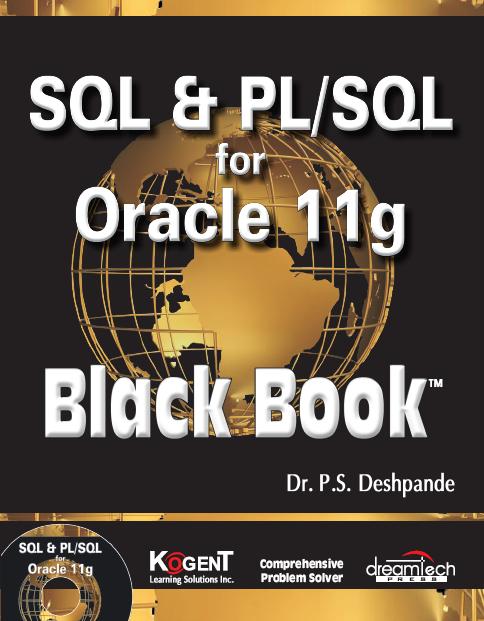 SQL & PL/SQL
for
Oracle 11g
Black Book™
Dr. P.S. Deshpande
SQL & PL/SQL
for
Oracle 11g
KOGENT
Learning Solutions Inc.
Comprehensive
Problem Solver
dreamtech
PRESS